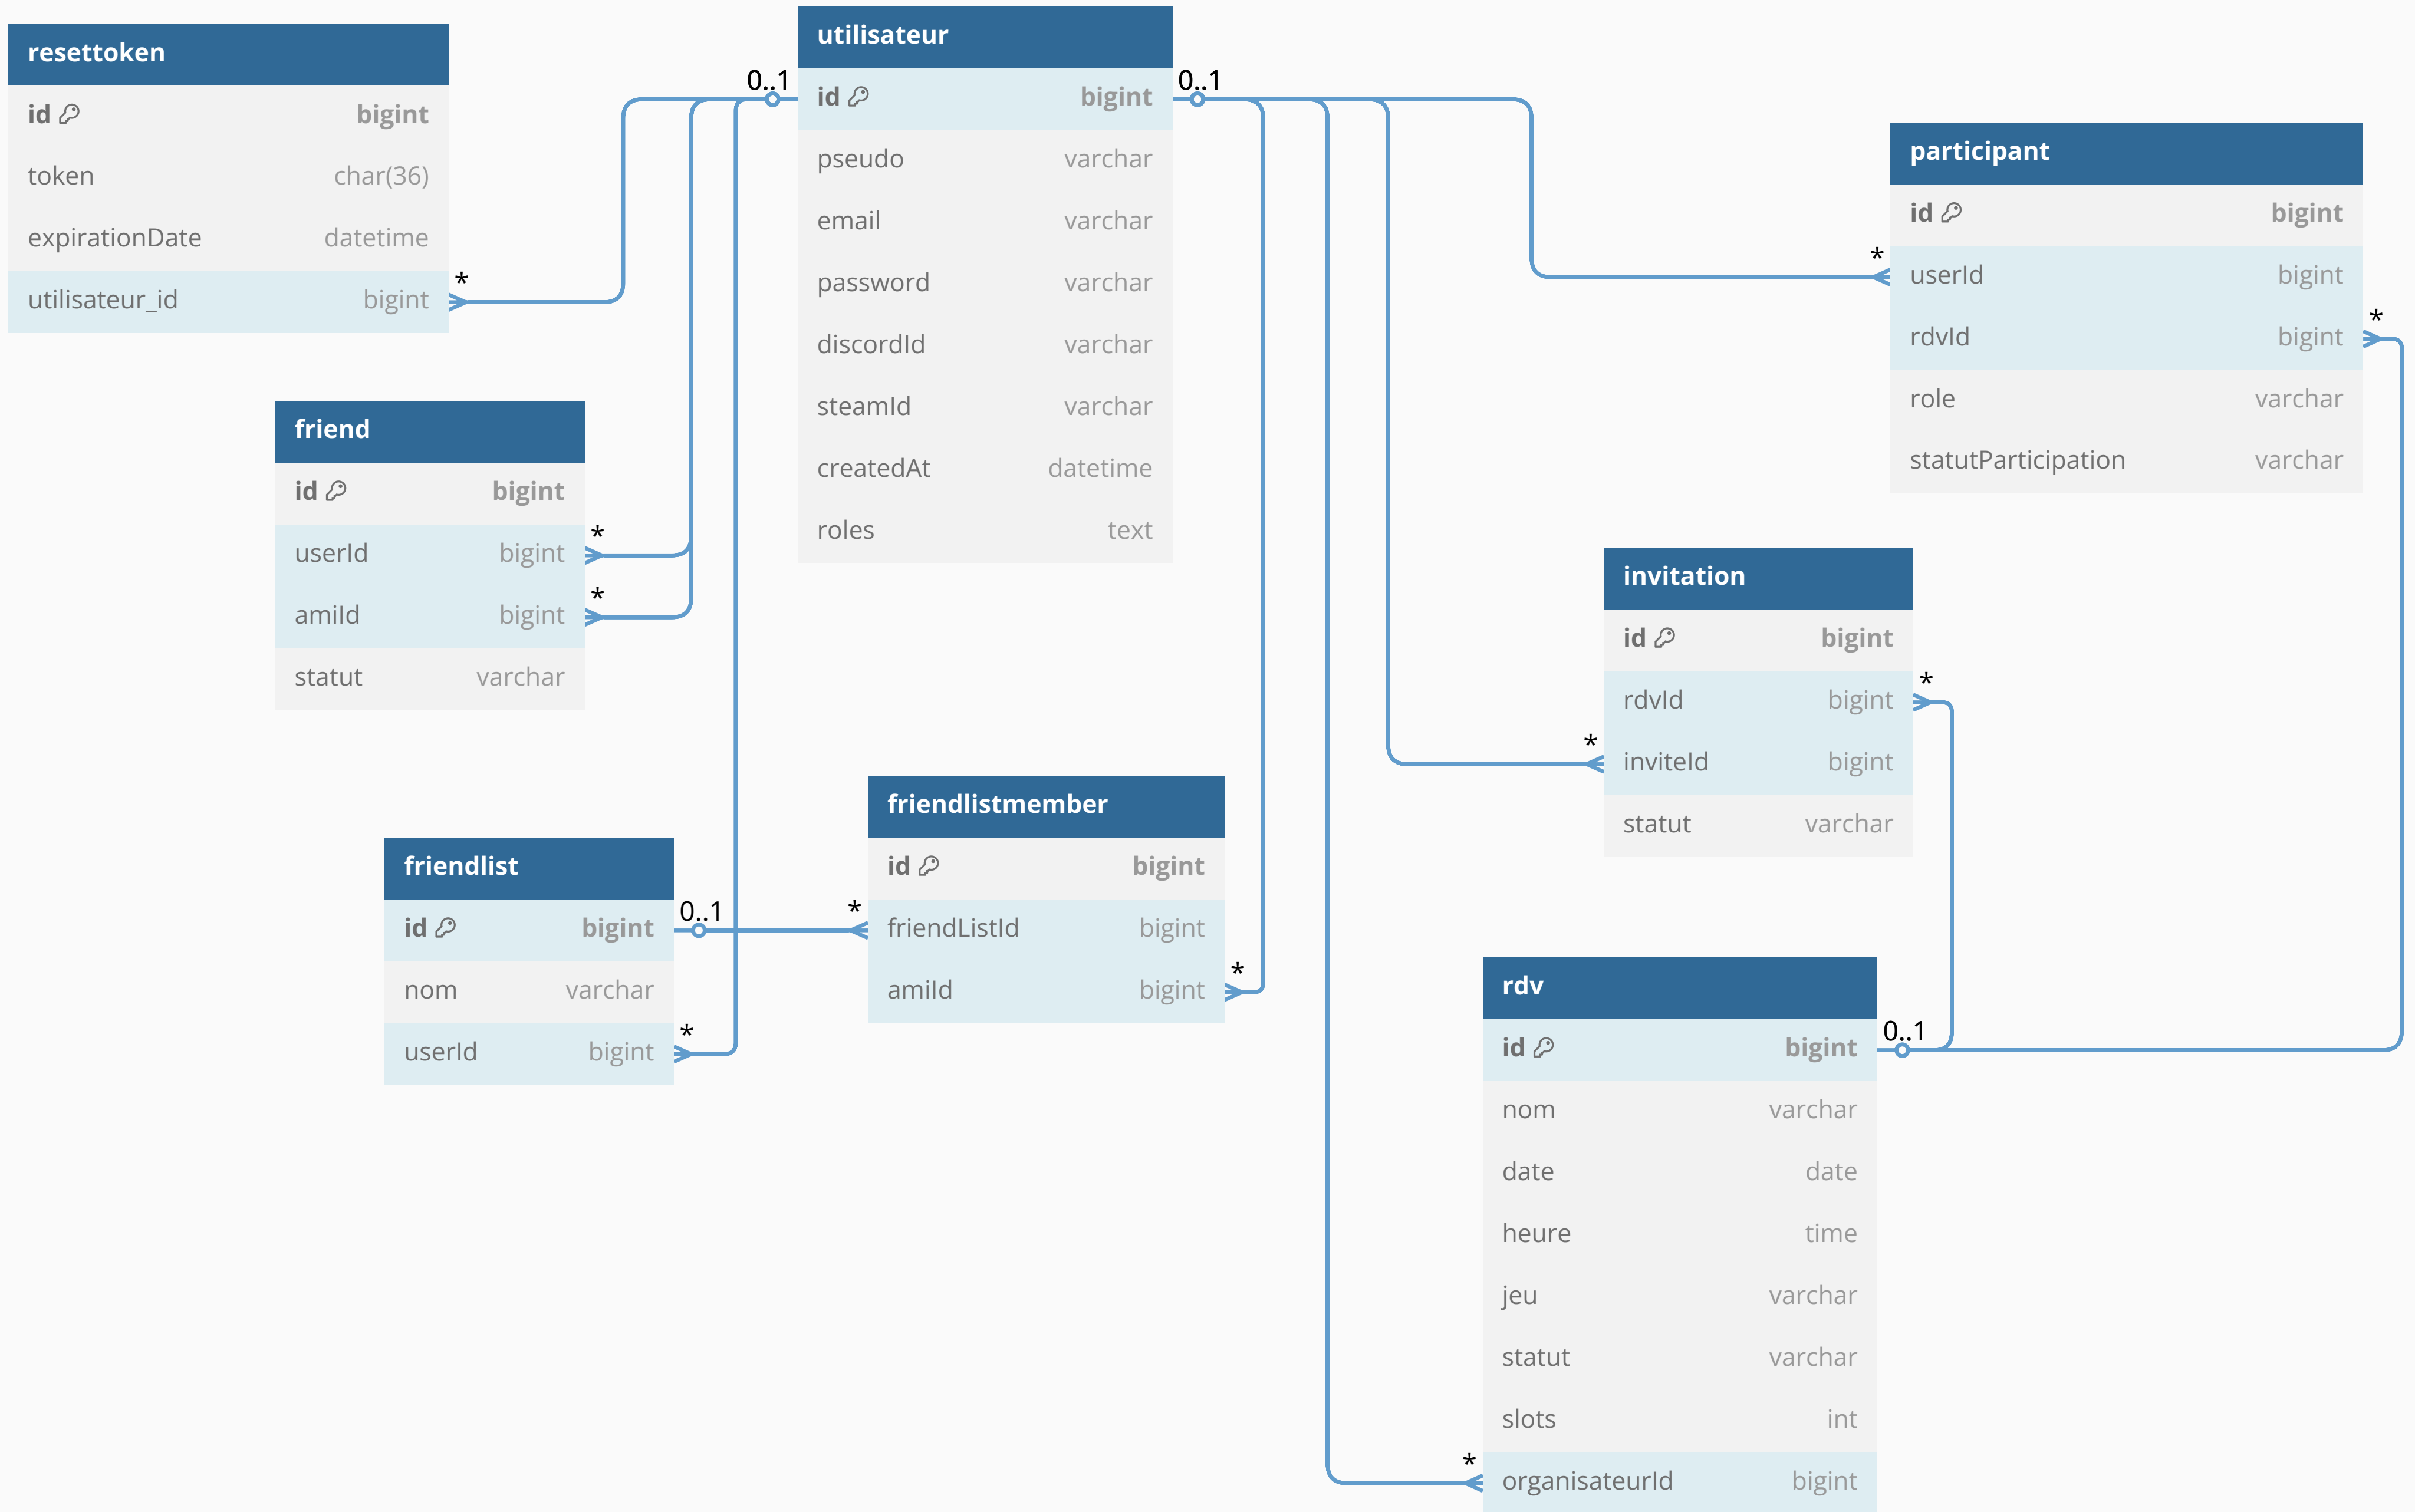 resettoken
id bigint
token char(36)
expirationDate datetime
utilisateur_id bigint
*
utilisateur
0..1
0..1
id bigint
pseudo varchar
email varchar
password varchar
discordId varchar
steamId varchar
createdAt datetime
roles text
participant
id bigint
*
userId bigint
*
rdvId bigint
role varchar
statutParticipation varchar
friend
id bigint
*
userId bigint
*
amiId bigint
statut varchar
invitation
id bigint
*
rdvId bigint
*
inviteId bigint
statut varchar
friendlist
0..1
id bigint
nom varchar
*
userId bigint
friendlistmember
id bigint
*
friendListId bigint
*
amiId bigint
rdv
0..1
id bigint
nom varchar
date date
heure time
jeu varchar
statut varchar
slots int
*
organisateurId bigint